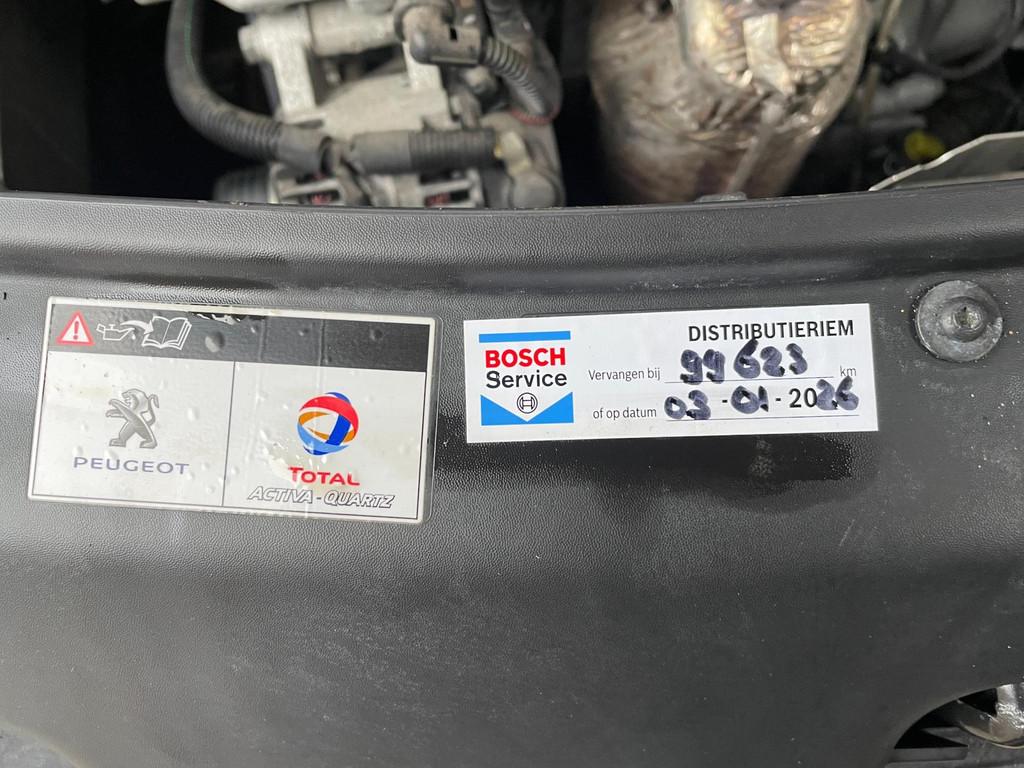 PEUGEOT
TOTAL
ACTIVA - QUARTZ
BOSCH
Service
DISTRIBUTIERIEM
Vervangen bij 99623 km
of op datum 03 - 01 - 2026